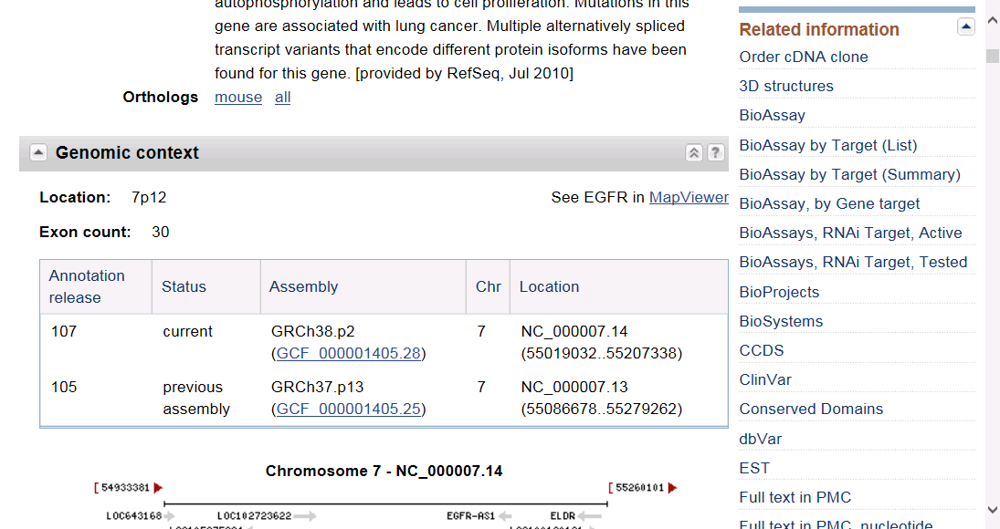 autophosphorylation and leads to cell proliferation. Mutations in this
gene are associated with lung cancer. Multiple alternatively spliced
transcript variants that encode different protein isoforms have been
found for this gene. [provided by RefSeq, Jul 2010]
Orthologs mouse all
Genomic context
?
Location: 7p12 See EGFR in MapViewer
Exon count: 30
Annotation release Status Assembly Chr Location
107 current GRCh38.p2 7 NC_000007.14
(GCF_000001405.28) (55019032..55207338)
105 previous GRCh37.p13 7 NC_000007.13
assembly (GCF_000001405.25) (55086678..55279262)
Chromosome 7 - NC_000007.14
[ 54933381 [ 55260101
LOC643168 LOC102723622 EGFR-AS1 ELDR
Related information
Order cDNA clone
3D structures
BioAssay
BioAssay by Target (List)
BioAssay by Target (Summary)
BioAssay, by Gene target
BioAssays, RNAi Target, Active
BioAssays, RNAi Target, Tested
BioProjects
BioSystems
CCDS
ClinVar
Conserved Domains
dbVar
EST
Full text in PMC
Full text in PMC, nucleotide